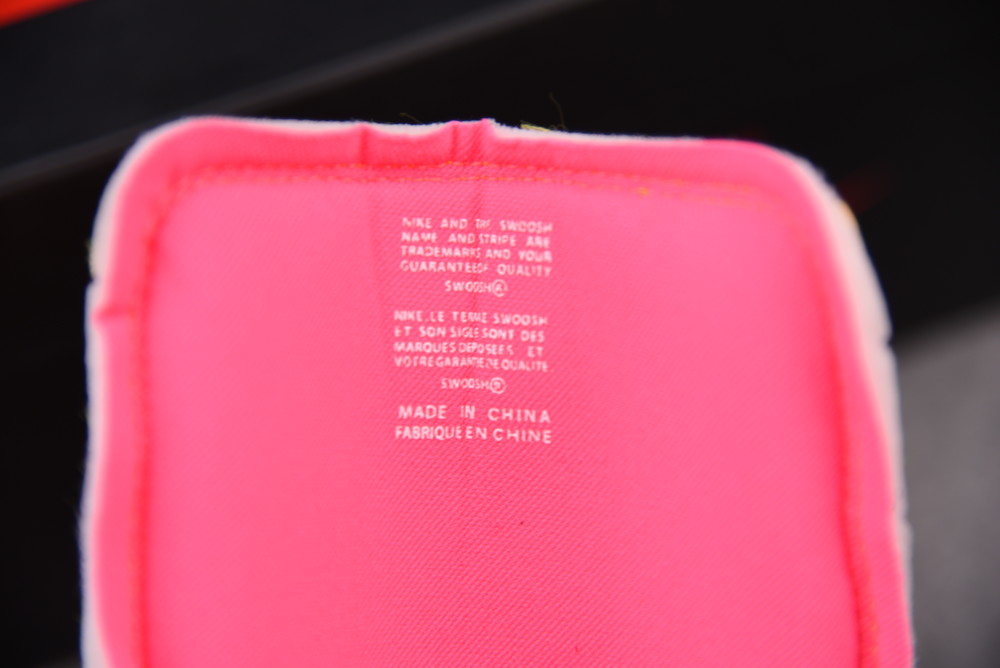 NIKE AND THE SWOOSH
NAME AND STRIPE ARE
TRADEMARKS AND YOUR
GUARANTEE OF QUALITY
SWOOSH®
NIKE.LE TERME SWOOSH
ET SON SIGLE SONT DES
MARQUES DEPOSEES ET
VOTRE GARANTIE DE QUALITE
SWOOSH®
MADE IN CHINA
FABRIQUE EN CHINE